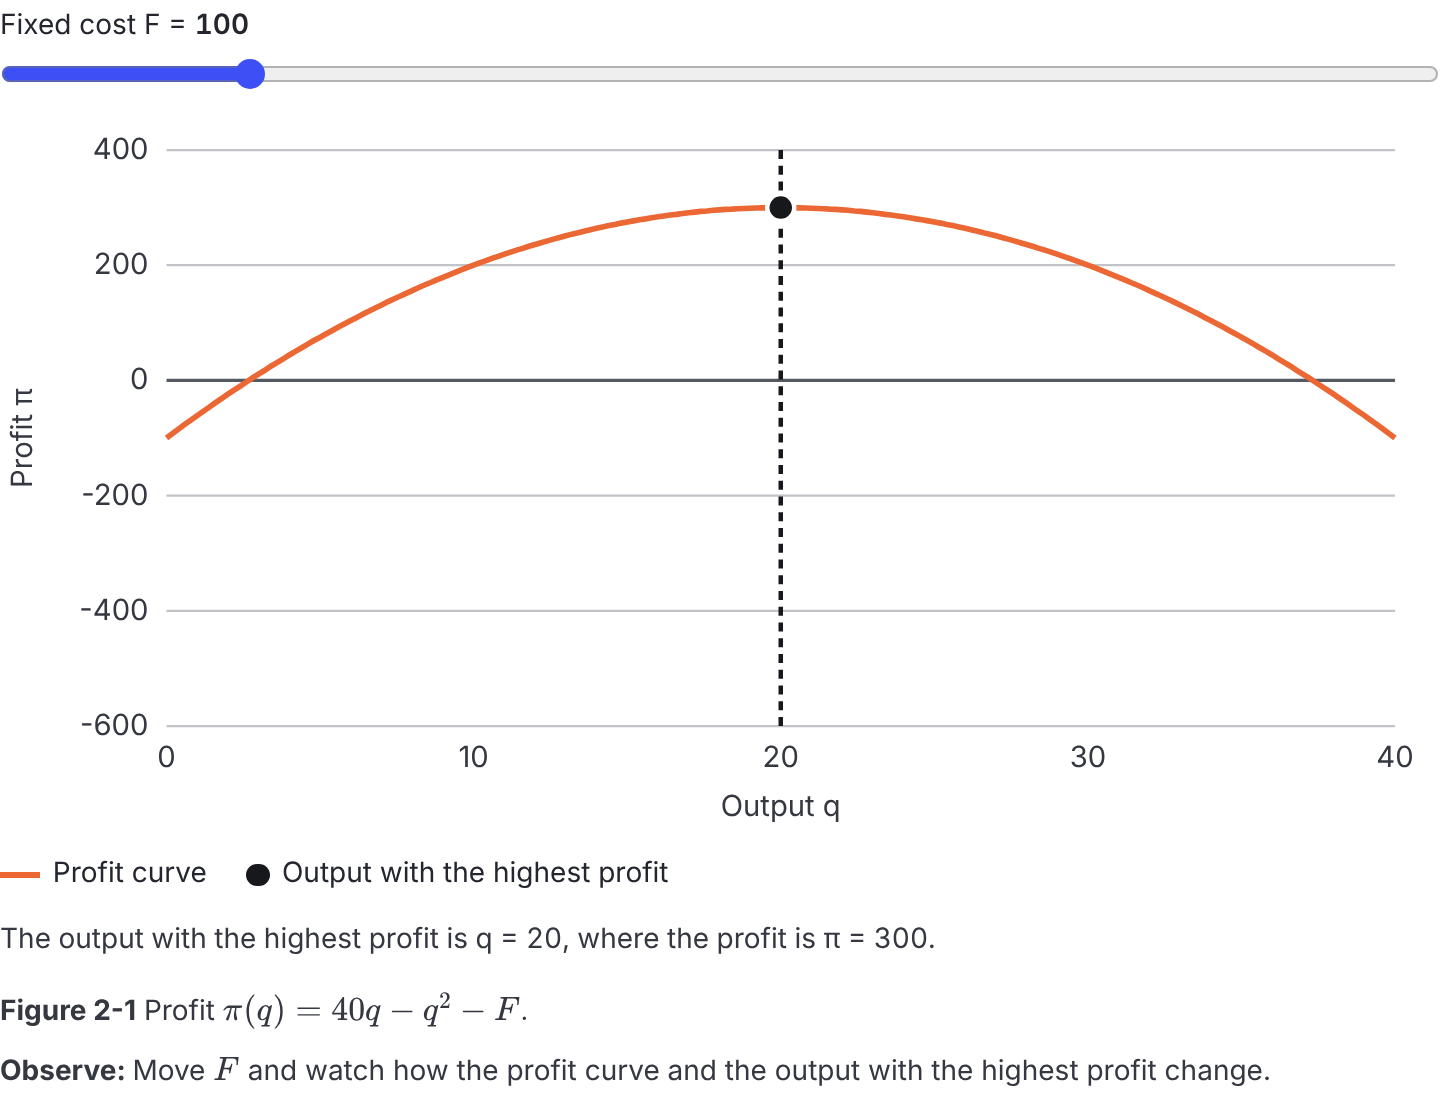 Fixed cost F = 100
400
200
0
-200
-400
-600
Profit π
0 10 20 30 40
Output q
Profit curve Output with the highest profit
The output with the highest profit is q = 20, where the profit is π = 300.
Figure 2-1 Profit π(q) = 40q − q² − F.
Observe: Move F and watch how the profit curve and the output with the highest profit change.